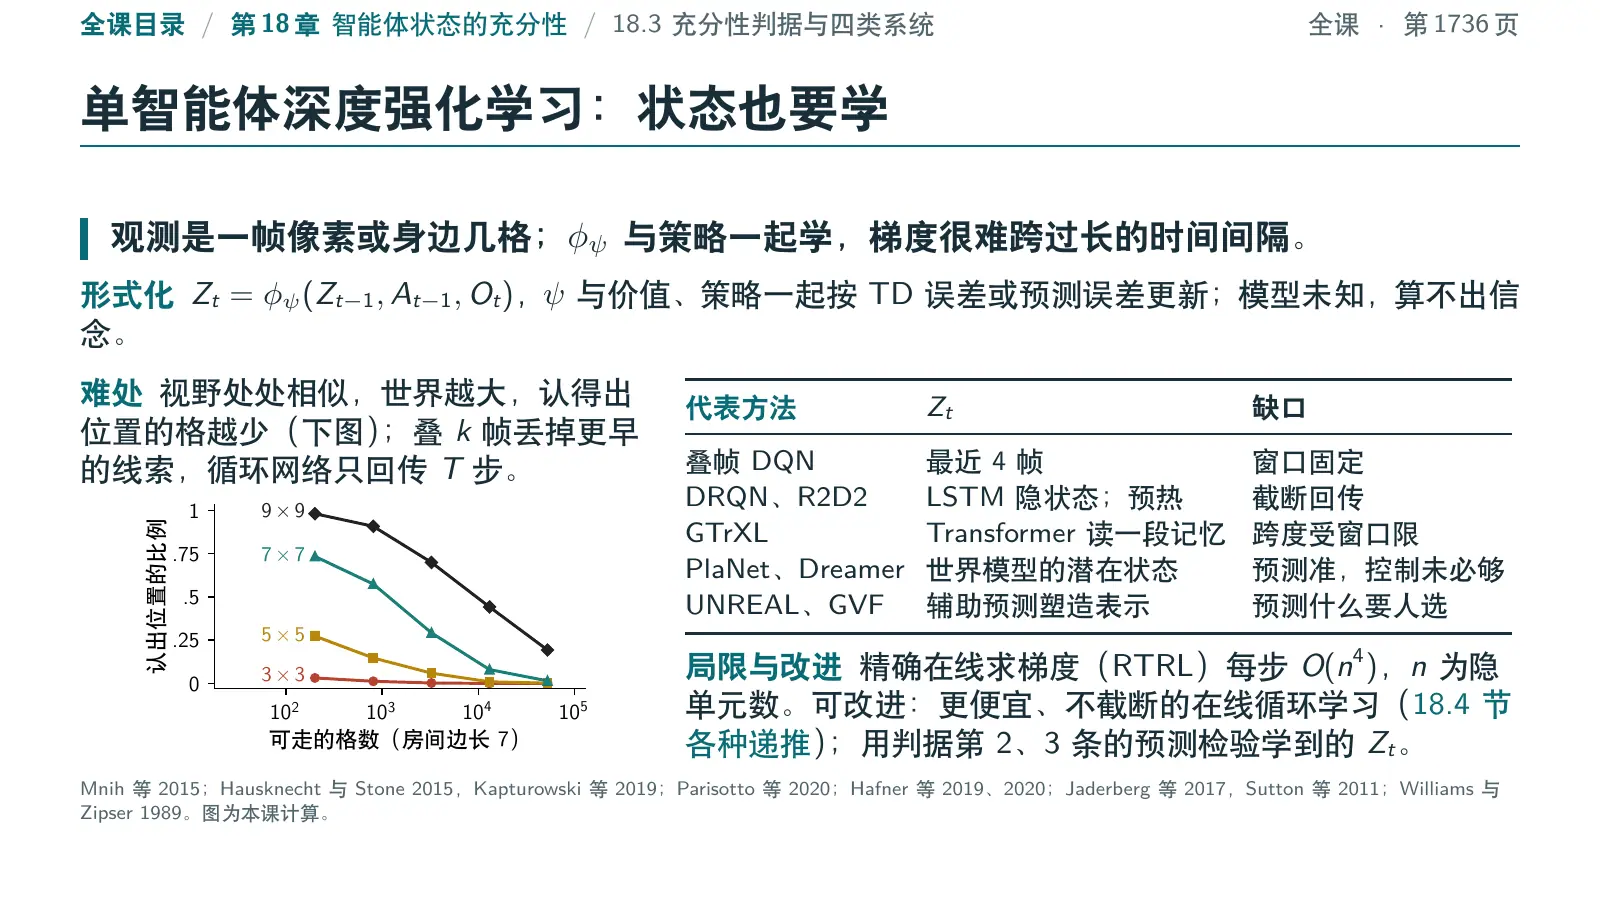 全课目录 / 第 18 章 智能体状态的充分性 / 18.3 充分性判据与四类系统
全课 · 第 1736 页
单智能体深度强化学习：状态也要学
观测是一帧像素或身边几格；$\phi_\psi$ 与策略一起学，梯度很难跨过长的时间间隔。
形式化 $Z_t = \phi_\psi(Z_{t-1}, A_{t-1}, O_t)$，$\psi$ 与价值、策略一起按 TD 误差或预测误差更新；模型未知，算不出信
念。
难处 视野处处相似，世界越大，认得出
位置的格越少（下图）；叠 k 帧丢掉更早
的线索，循环网络只回传 T 步。
认出位置的比例
1
.75
.5
.25
0
9 × 9
7 × 7
5 × 5
3 × 3
10² 10³ 10⁴ 10⁵
可走的格数（房间边长 7）
代表方法 $Z_t$ 缺口
叠帧 DQN 最近 4 帧 窗口固定
DRQN、R2D2 LSTM 隐状态；预热 截断回传
GTrXL Transformer 读一段记忆 跨度受窗口限
PlaNet、Dreamer 世界模型的潜在状态 预测准，控制未必够
UNREAL、GVF 辅助预测塑造表示 预测什么要人选
局限与改进 精确在线求梯度（RTRL）每步 $O(n^4)$，n 为隐
单元数。可改进：更便宜、不截断的在线循环学习（18.4 节
各种递推）；用判据第 2、3 条的预测检验学到的 $Z_t$。
Mnih 等 2015；Hausknecht 与 Stone 2015，Kapturowski 等 2019；Parisotto 等 2020；Hafner 等 2019、2020；Jaderberg 等 2017，Sutton 等 2011；Williams 与
Zipser 1989。图为本课计算。